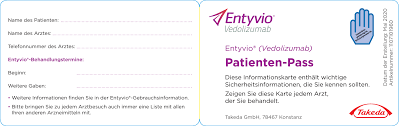 Name des Patienten:
Name des Arztes:
Telefonnummer des Arztes:
Entyvio®-Behandlungstermine:
Beginn:
Weitere Gaben:
• Weitere Informationen finden Sie in der Entyvio®-Gebrauchsinformation.
• Bitte bringen Sie zu jedem Arztbesuch auch immer eine Liste mit allen
Ihren anderen Arzneimitteln mit.
Entyvio®
Vedolizumab
Entyvio® (Vedolizumab)
Patienten-Pass
Diese Informationskarte enthält wichtige
Sicherheitsinformationen, die Sie kennen sollten.
Zeigen Sie diese Karte jedem Arzt,
der Sie behandelt.
Takeda GmbH, 78467 Konstanz
Takeda
Datum der Erstellung: Mai 2020
Artikelnummer: